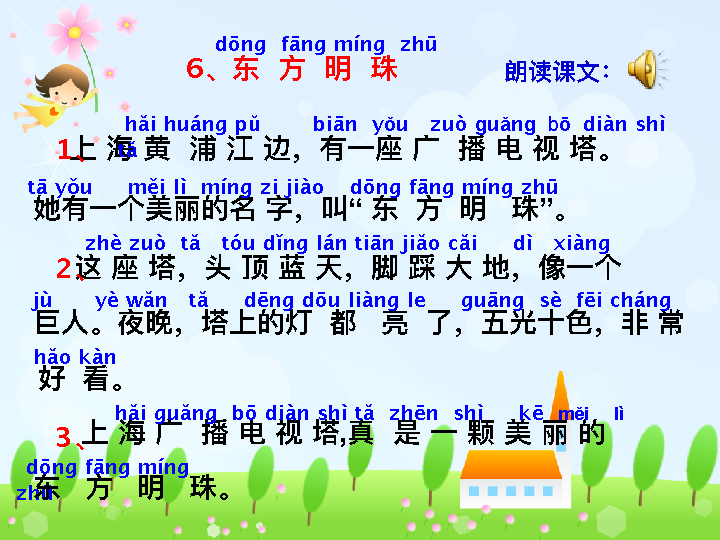 dōng fāng míng zhū
6、东 方 明 珠
朗读课文：
hǎi huáng pǔ biān yǒu zuò guǎng bō diàn shì
tǎ
1、上 海 黄 浦 江 边，有一座 广 播 电 视 塔。
tā yǒu měi lì míng zi jiào dōng fāng míng zhū
她有一个美丽的名 字，叫“ 东 方 明 珠”。
zhè zuò tǎ tóu dǐng lán tiān jiǎo cǎi dì xiàng
2、这 座 塔，头 顶 蓝 天，脚 踩 大 地，像一个
jù yè wǎn tǎ dēng dōu liàng le guāng sè fēi cháng
巨人。夜晚，塔上的灯 都 亮 了，五光十色，非 常
hǎo kàn
好 看。
hǎi guǎng bō diàn shì tǎ zhēn shì kē měi lì
3、上 海 广 播 电 视 塔,真 是 一 颗 美 丽 的
dōng fāng míng
zhū
东 方 明 珠。